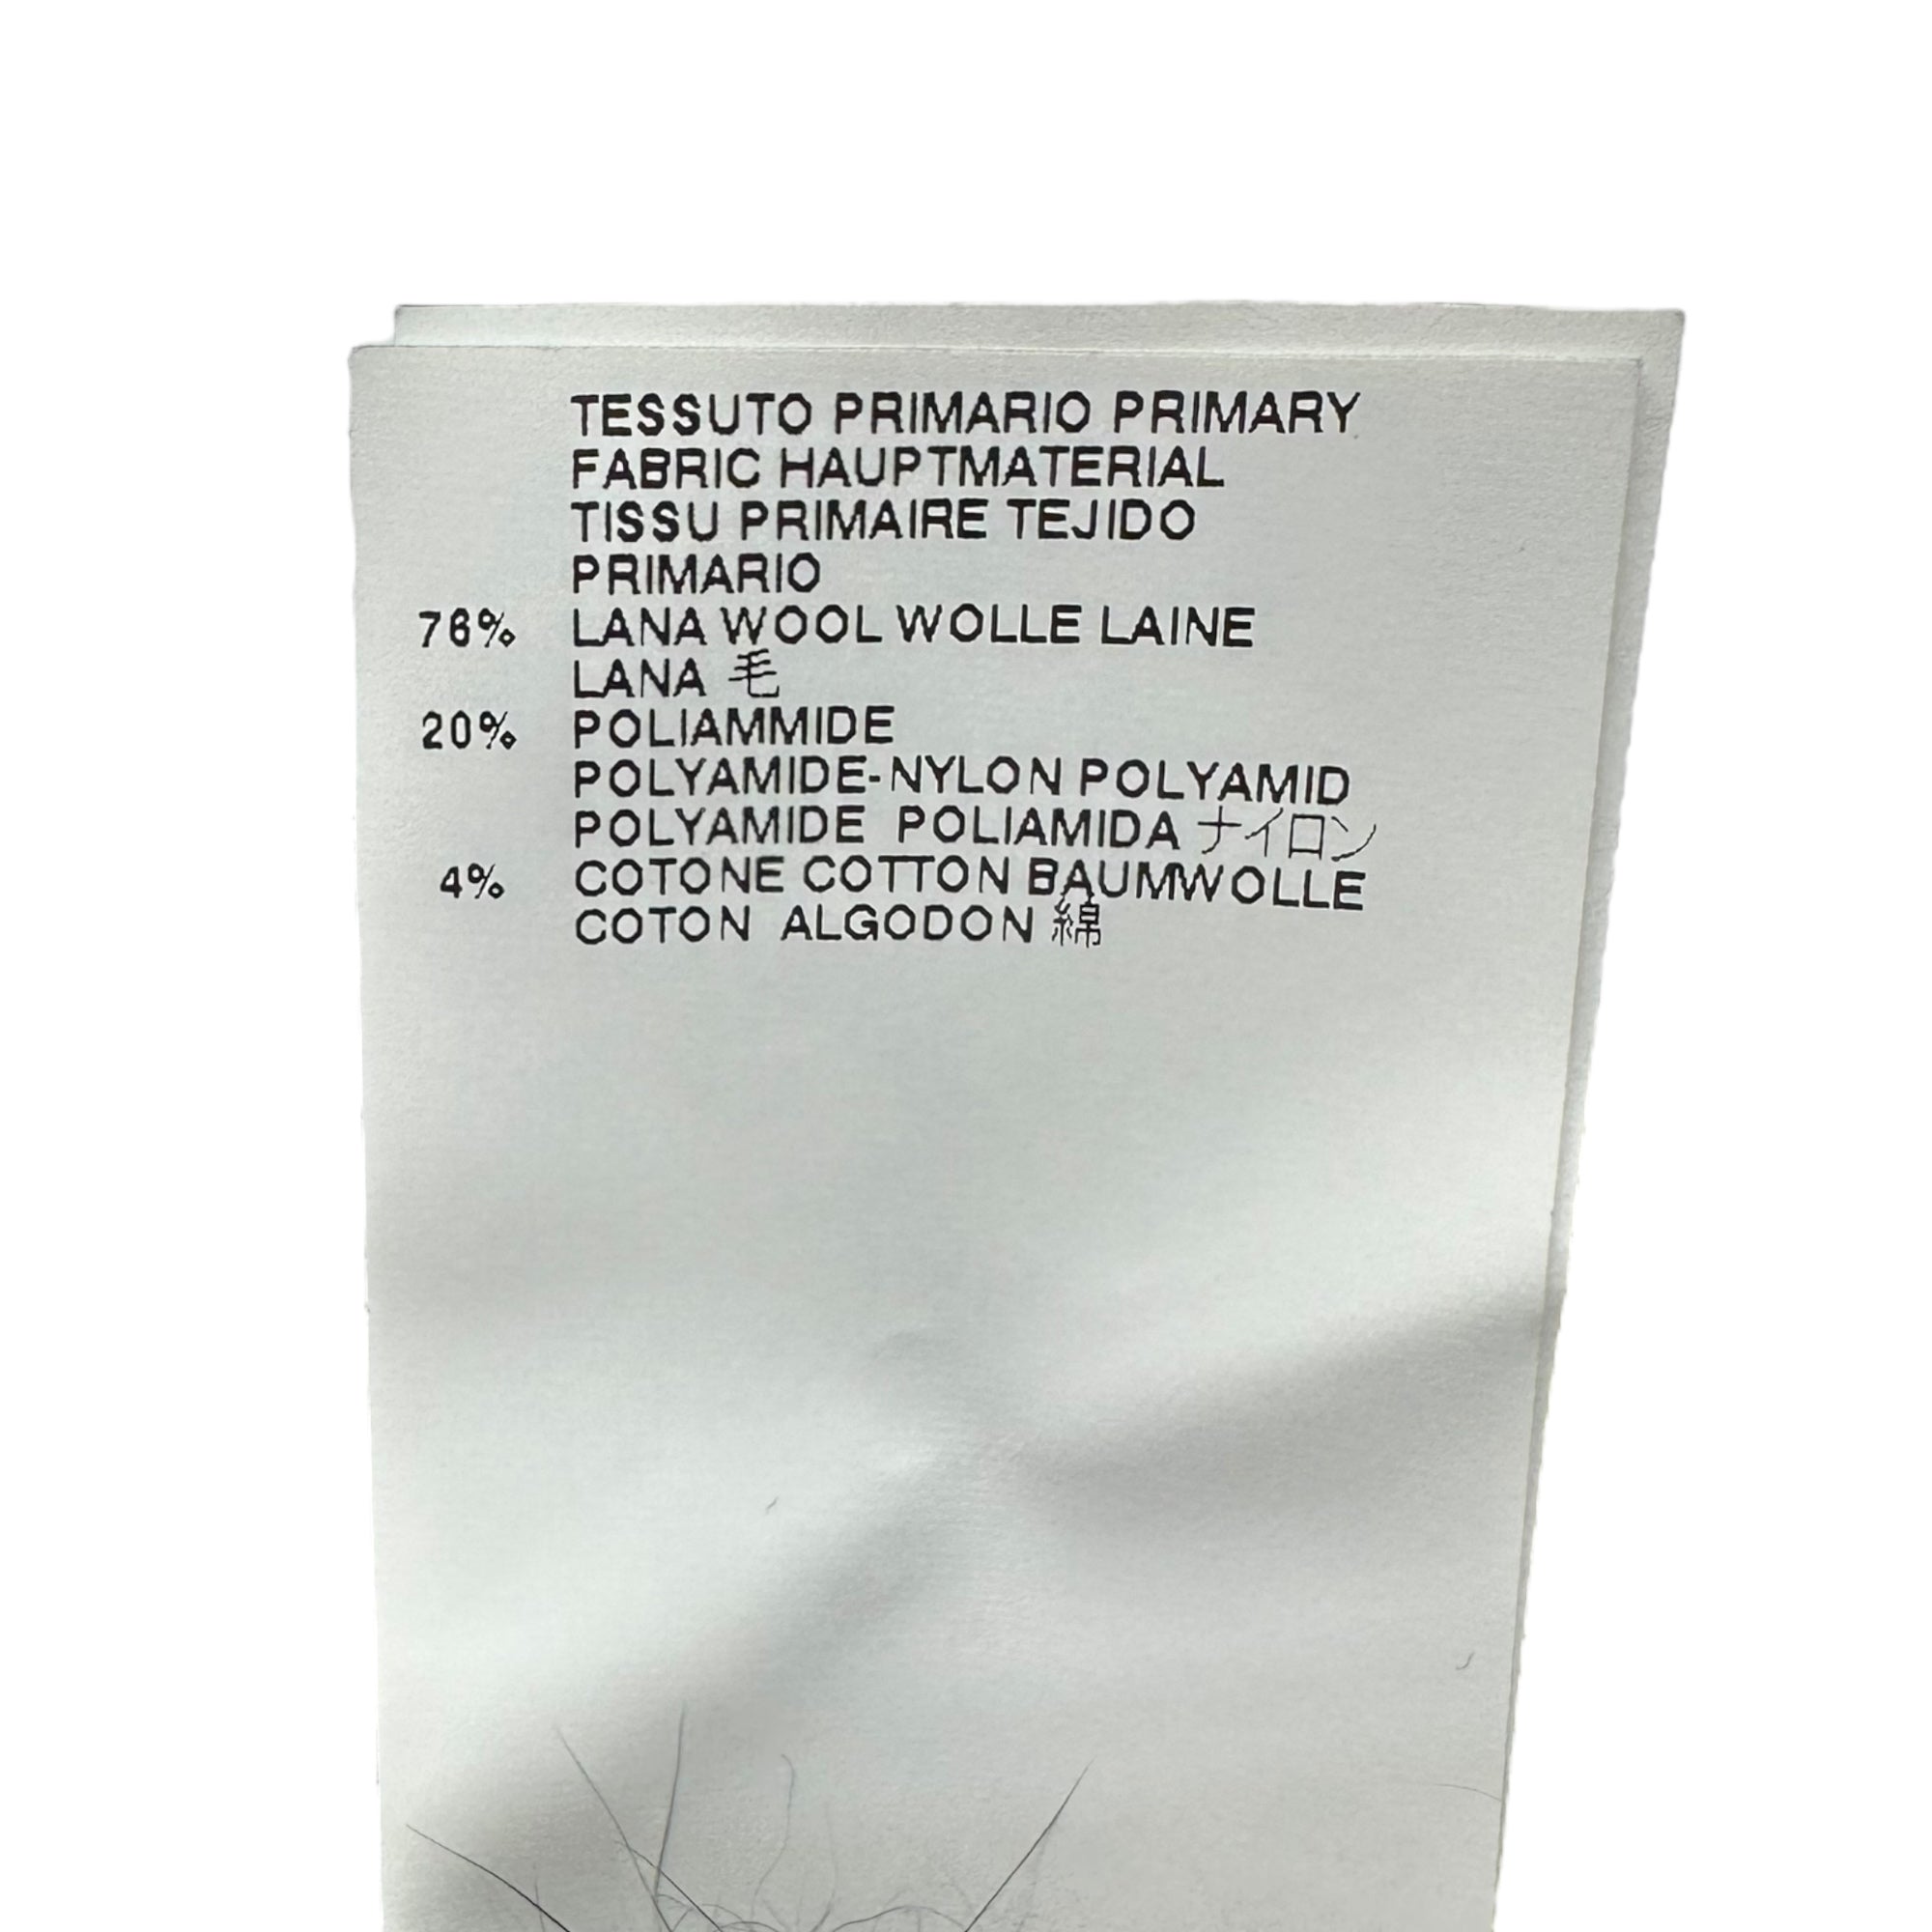 TESSUTO PRIMARIO PRIMARY
FABRIC HAUPTMATERIAL
TISSU PRIMAIRE TEJIDO
PRIMARIO
76% LANA WOOL WOLLE LAINE
LANA 毛
20% POLIAMMIDE
POLYAMIDE-NYLON POLYAMID
POLYAMIDE POLIAMIDA ナイロン
4% COTONE COTTON BAUMWOLLE
COTON ALGODON 綿